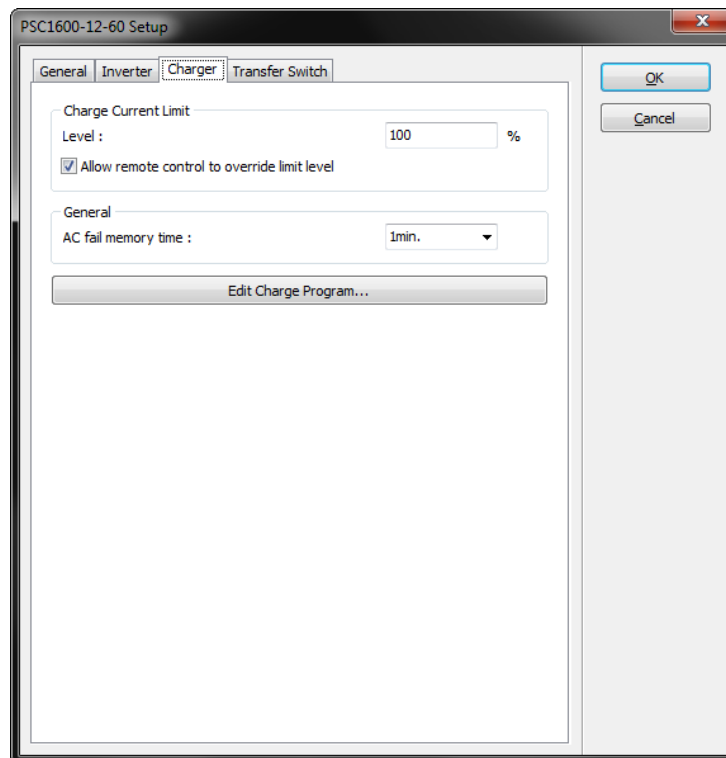 PSC1600-12-60 Setup
General Inverter Charger Transfer Switch
OK
Cancel
Charge Current Limit
Level : 100 %
Allow remote control to override limit level
General
AC fail memory time : 1min.
Edit Charge Program...